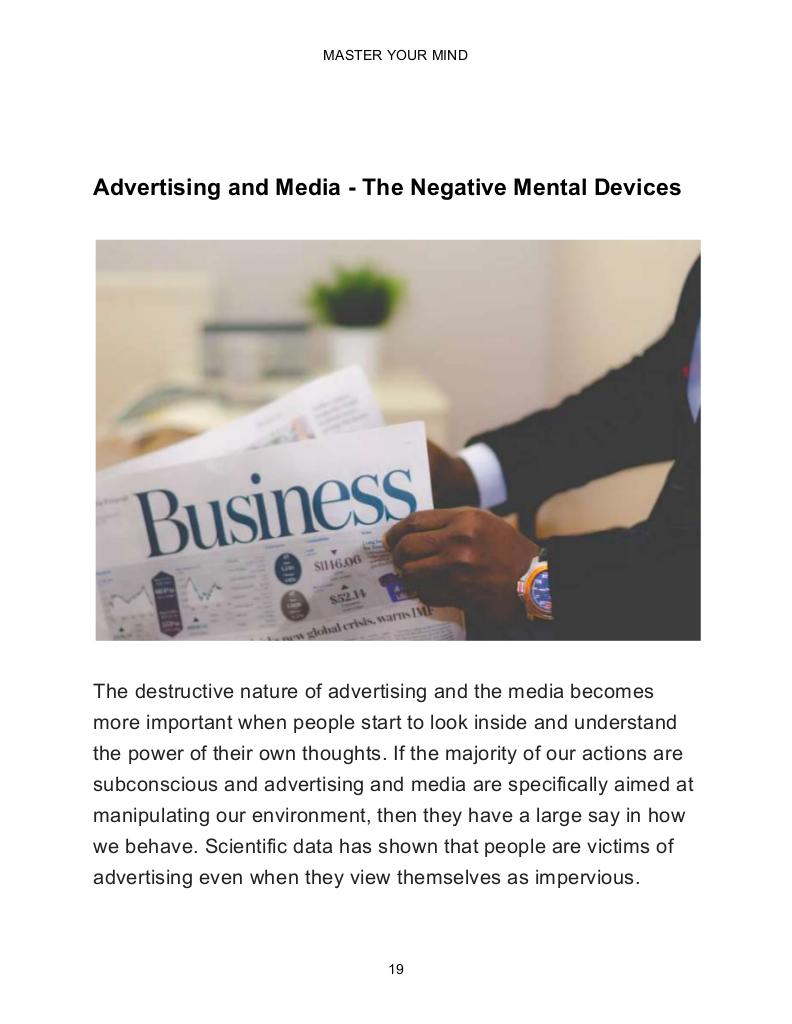 MASTER YOUR MIND
Advertising and Media - The Negative Mental Devices
Business
$1146.06
$52.14
new global crisis, warns IMF
The destructive nature of advertising and the media becomes
more important when people start to look inside and understand
the power of their own thoughts. If the majority of our actions are
subconscious and advertising and media are specifically aimed at
manipulating our environment, then they have a large say in how
we behave. Scientific data has shown that people are victims of
advertising even when they view themselves as impervious.
19